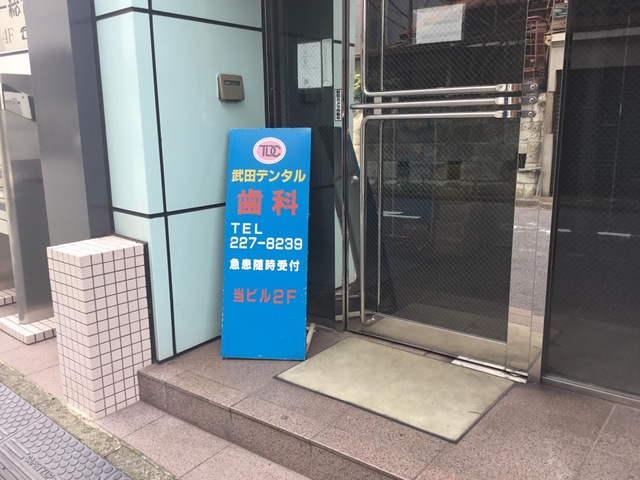 TDC
武田デンタル
歯科
TEL
227-8239
急患随時受付
当ビル2F